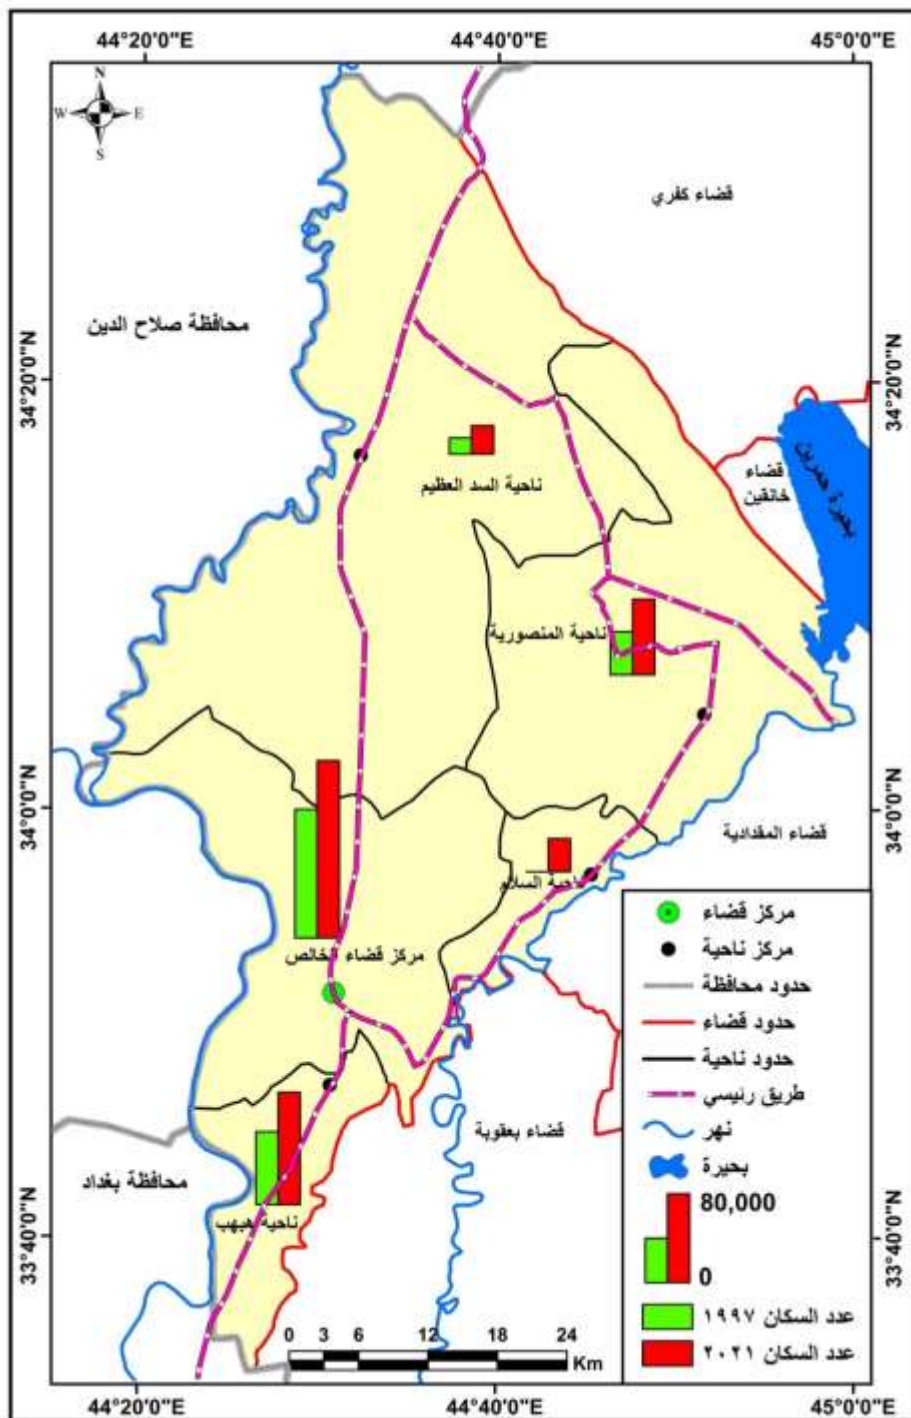 44°20'0"E
44°40'0"E
45°0'0"E
N
W
E
S
قضاء كفري
محافظة صلاح الدين
34°20'0"N
34°20'0"N
بحيرة حمرين
قضاء
خانقين
ناحية السد العظيم
ناحية المنصورية
34°0'0"N
34°0'0"N
قضاء المقدادية
ناحية السلام
مركز قضاء الخالص
مركز قضاء
مركز ناحية
حدود محافظة
حدود قضاء
حدود ناحية
طريق رئيسي
نهر
بحيرة
80,000
0
عدد السكان ١٩٩٧
عدد السكان ٢٠٢١
قضاء بعقوبة
محافظة بغداد
ناحية هبهب
33°40'0"N
33°40'0"N
0 3 6 12 18 24
Km
44°20'0"E
44°40'0"E
45°0'0"E